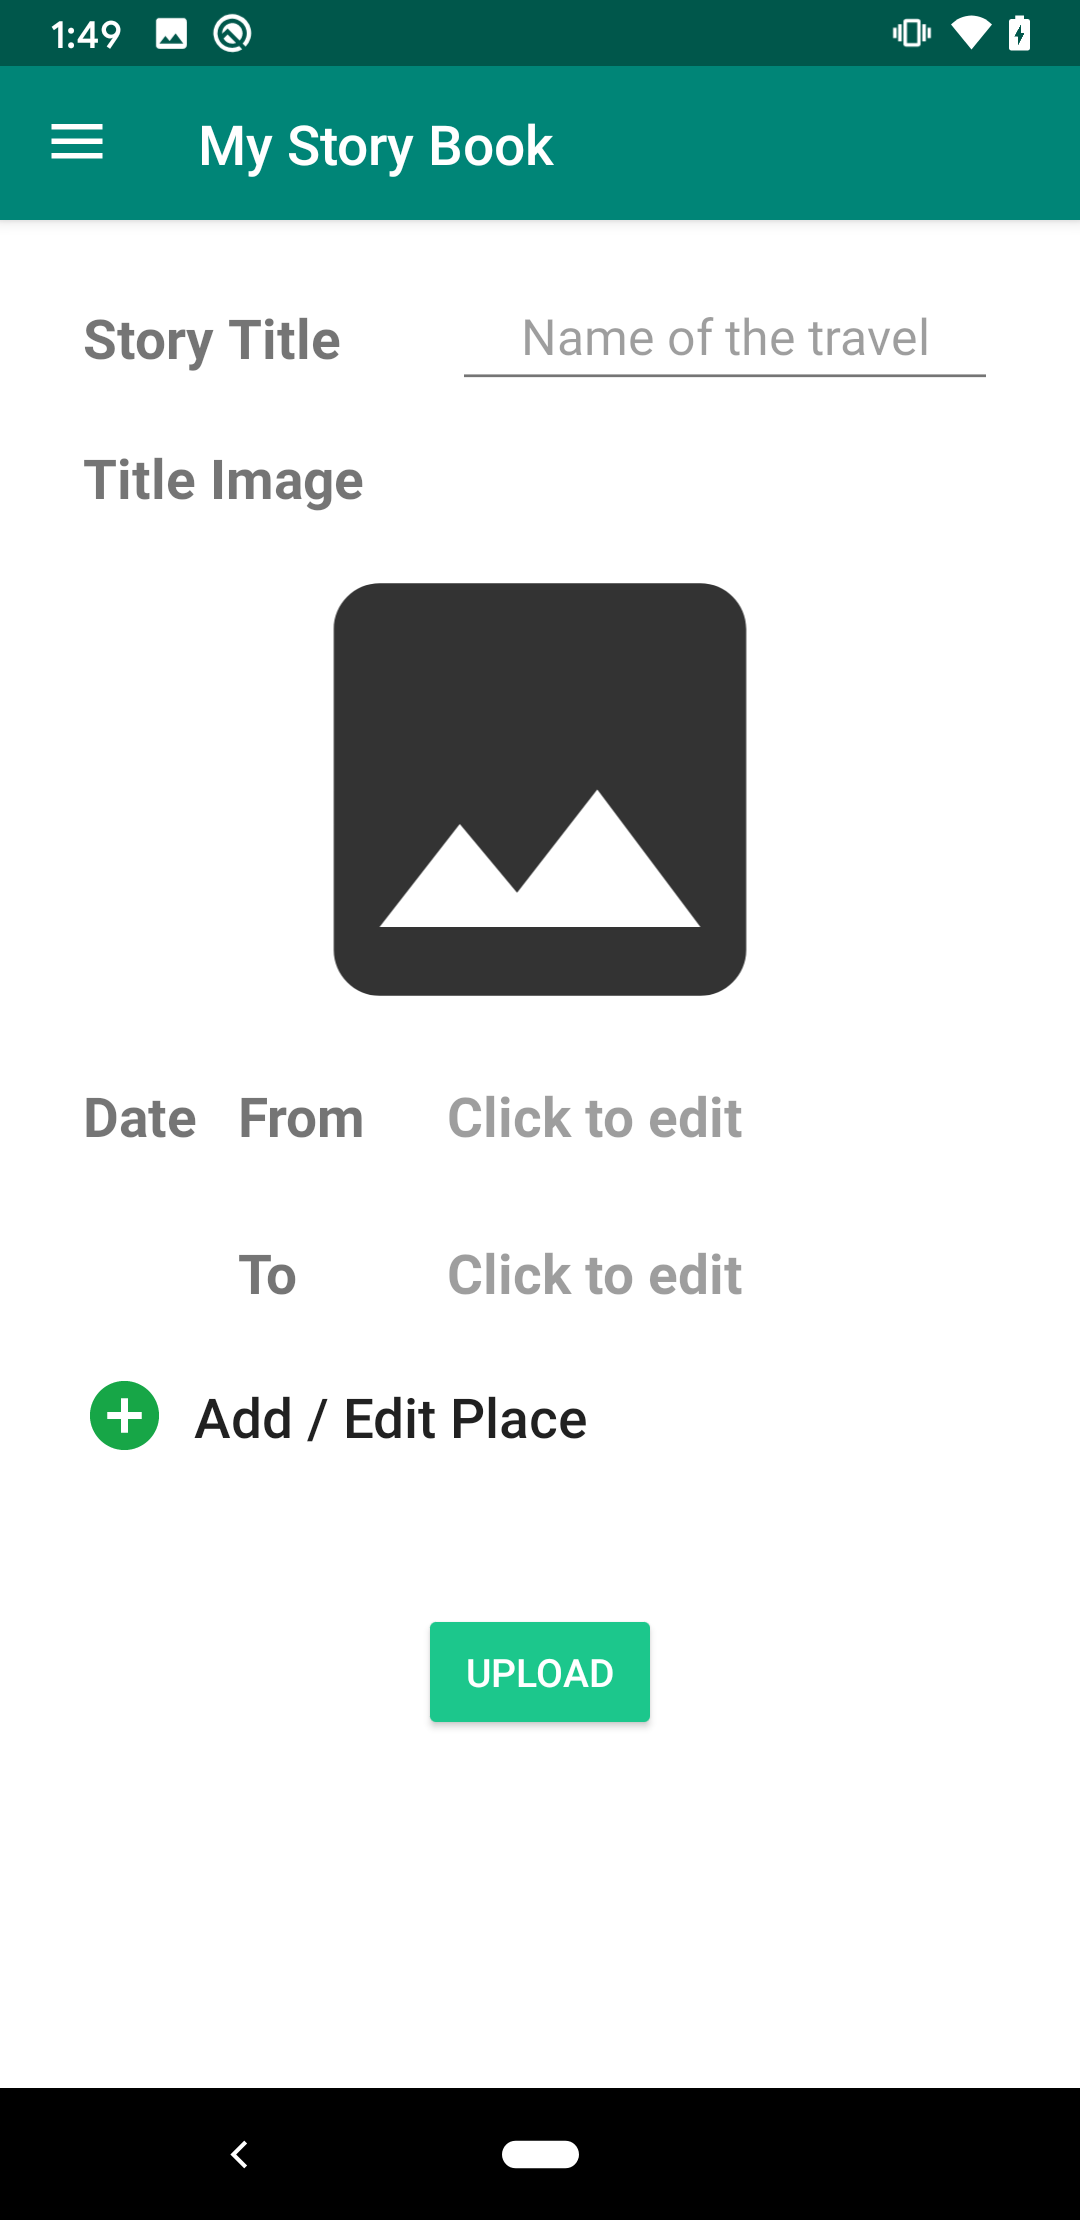 1:49
My Story Book
Story Title Name of the travel
Title Image
Date From Click to edit
To Click to edit
Add / Edit Place
UPLOAD